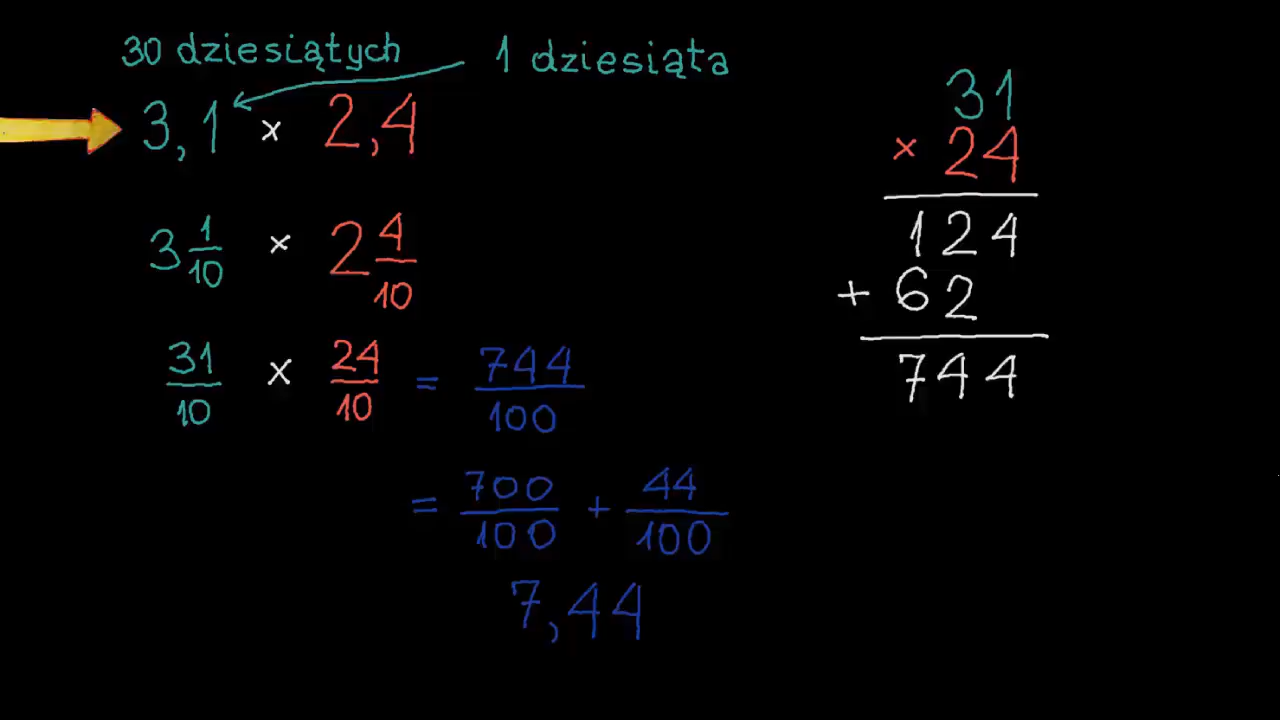 30 dziesiątych 1 dziesiąta
3,1 × 2,4
3 1/10 × 2 4/10
31/10 × 24/10 = 744/100
= 700/100 + 44/100
7,44
31
× 24
124
+ 62
744